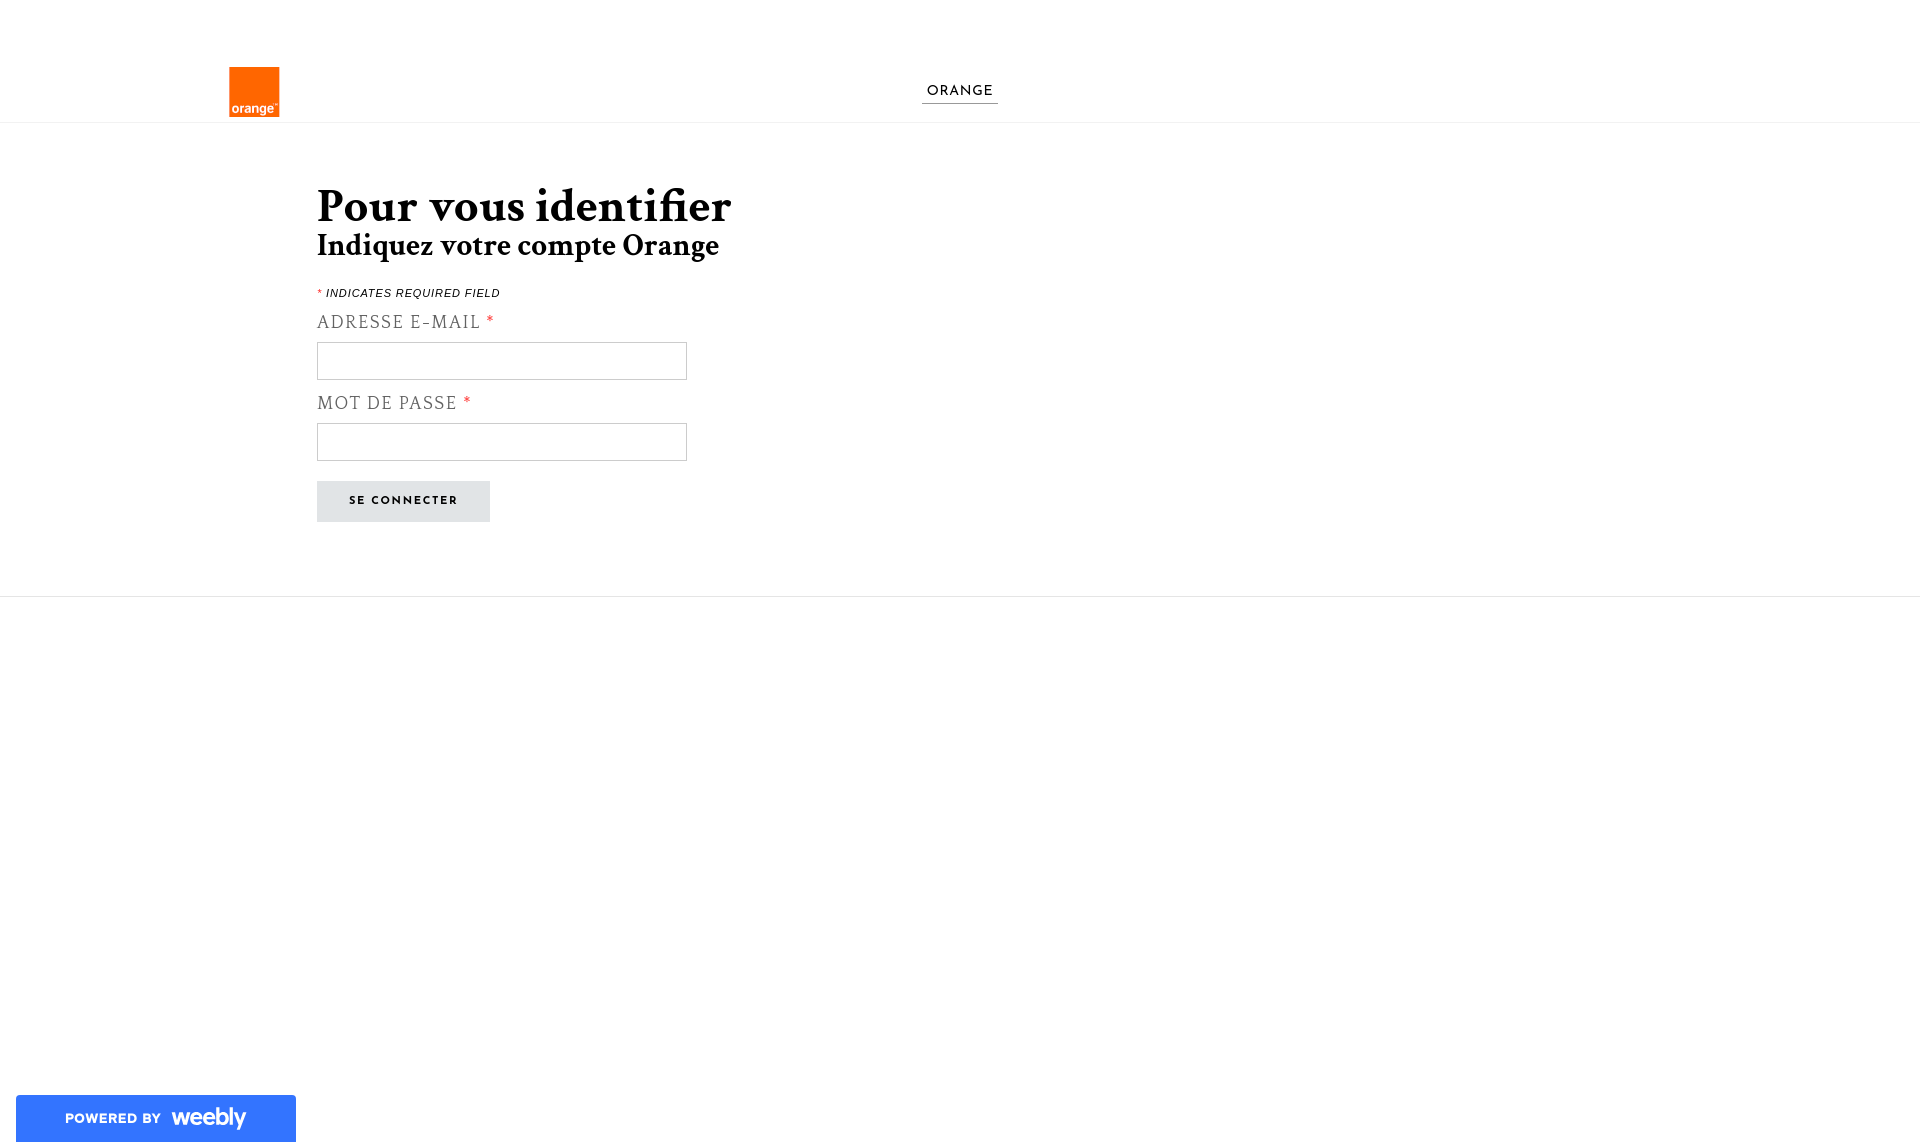 orange™
ORANGE
Pour vous identifier
Indiquez votre compte Orange
* INDICATES REQUIRED FIELD
ADRESSE E-MAIL *
MOT DE PASSE *
SE CONNECTER
POWERED BY weebly